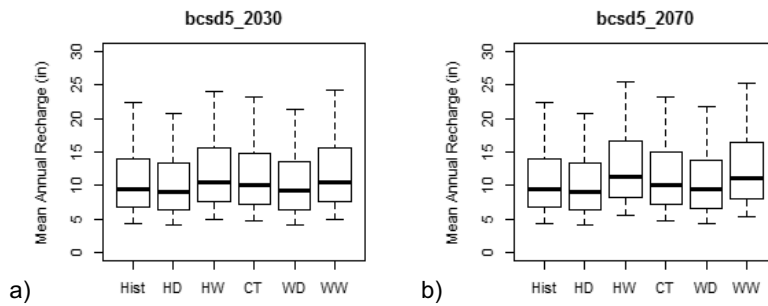 bcsd5_2030
Mean Annual Recharge (in)
30
25
20
15
10
5
0
Hist HD HW CT WD WW
a)
bcsd5_2070
Mean Annual Recharge (in)
30
25
20
15
10
5
0
Hist HD HW CT WD WW
b)